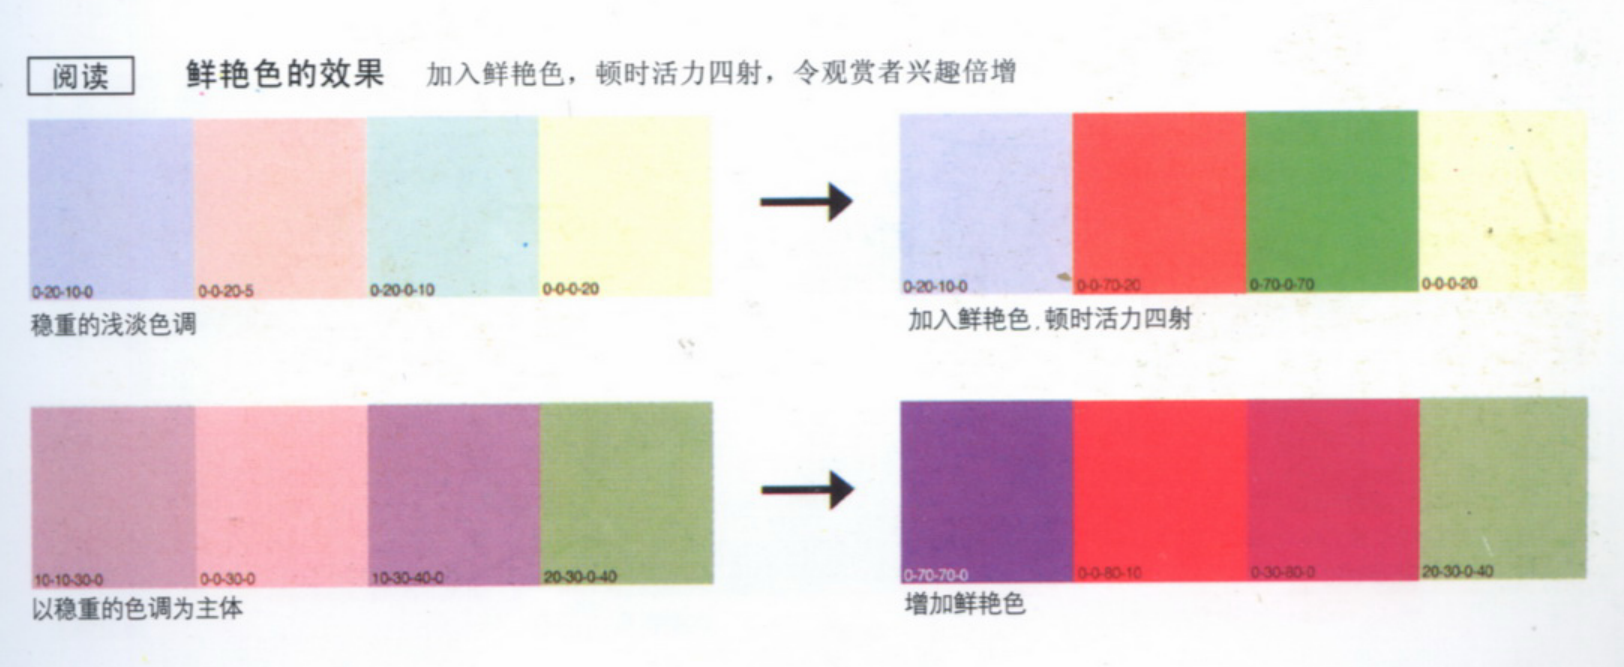 阅读 鲜艳色的效果 加入鲜艳色，顿时活力四射，令观赏者兴趣倍增
0-20-10-0 0-0-20-5 0-20-0-10 0-0-0-20
0-20-10-0 0-0-70-20 0-70-0-70 0-0-0-20
稳重的浅淡色调
加入鲜艳色,顿时活力四射
10-10-30-0 0-0-30-0 10-30-40-0 20-30-0-40
0-70-70-0 0-0-80-10 0-30-80-0 20-30-0-40
以稳重的色调为主体
增加鲜艳色